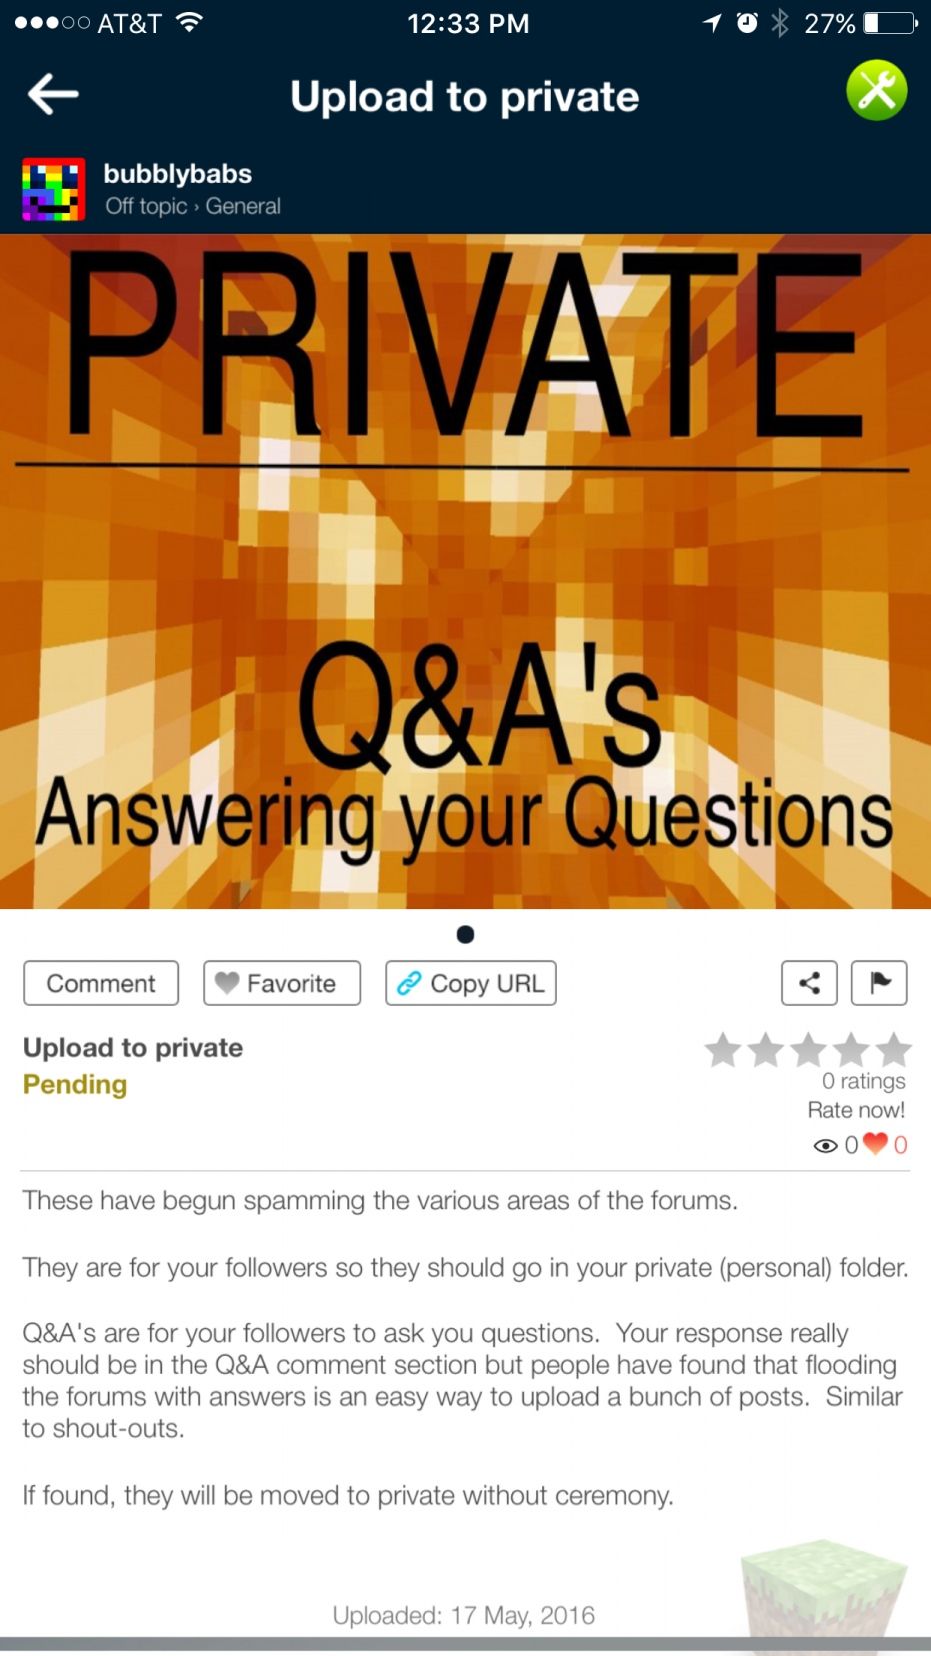 AT&T 12:33 PM 27%
Upload to private
bubblybabs
Off topic › General
PRIVATE
Q&A's
Answering your Questions
Comment Favorite Copy URL
Upload to private
Pending
0 ratings
Rate now!
0 0
These have begun spamming the various areas of the forums.
They are for your followers so they should go in your private (personal) folder.
Q&A's are for your followers to ask you questions. Your response really
should be in the Q&A comment section but people have found that flooding
the forums with answers is an easy way to upload a bunch of posts. Similar
to shout-outs.
If found, they will be moved to private without ceremony.
Uploaded: 17 May, 2016